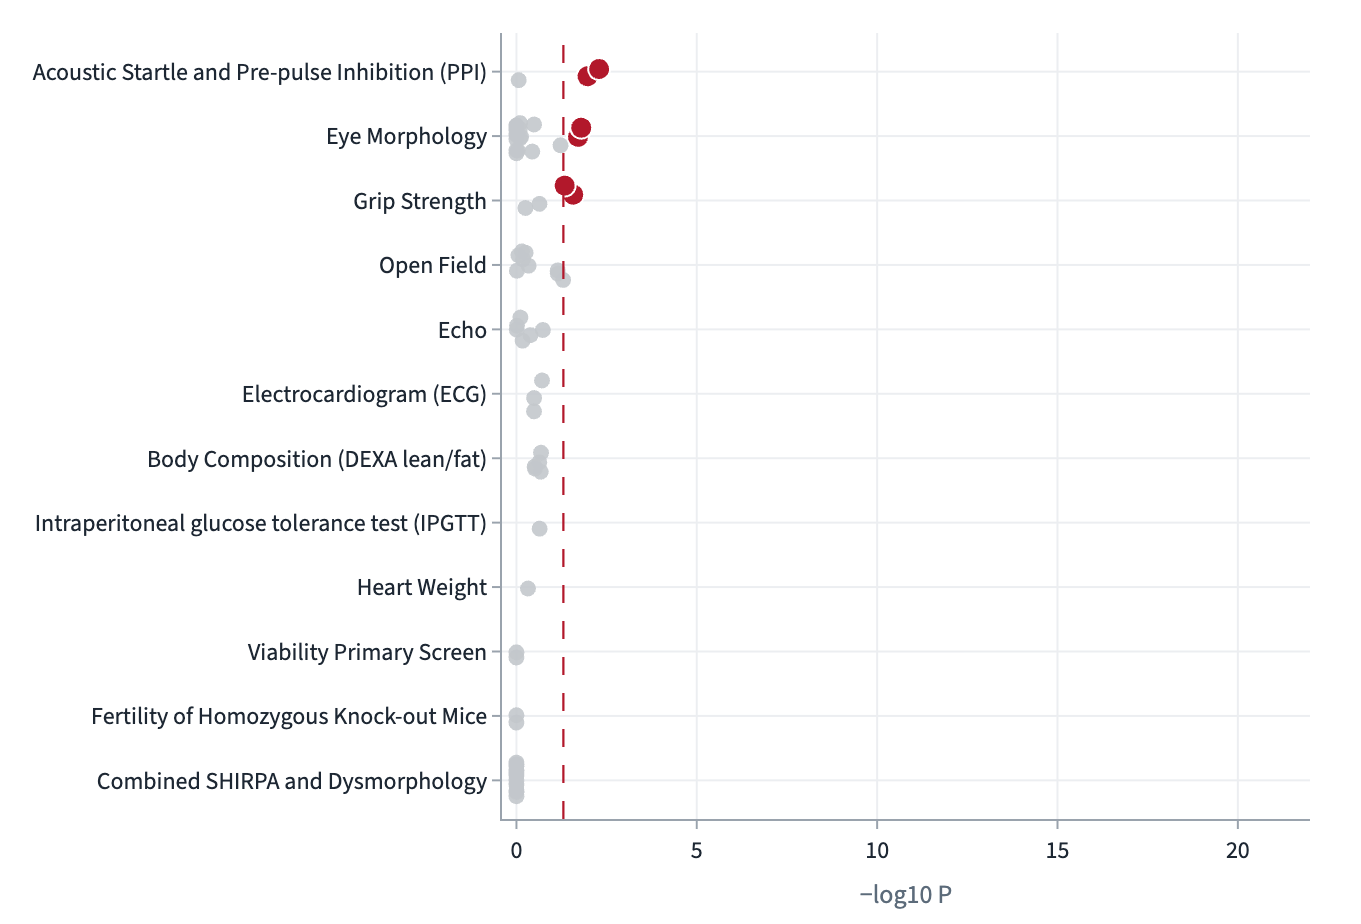 Acoustic Startle and Pre-pulse Inhibition (PPI)
Eye Morphology
Grip Strength
Open Field
Echo
Electrocardiogram (ECG)
Body Composition (DEXA lean/fat)
Intraperitoneal glucose tolerance test (IPGTT)
Heart Weight
Viability Primary Screen
Fertility of Homozygous Knock-out Mice
Combined SHIRPA and Dysmorphology
0 5 10 15 20
−log10 P